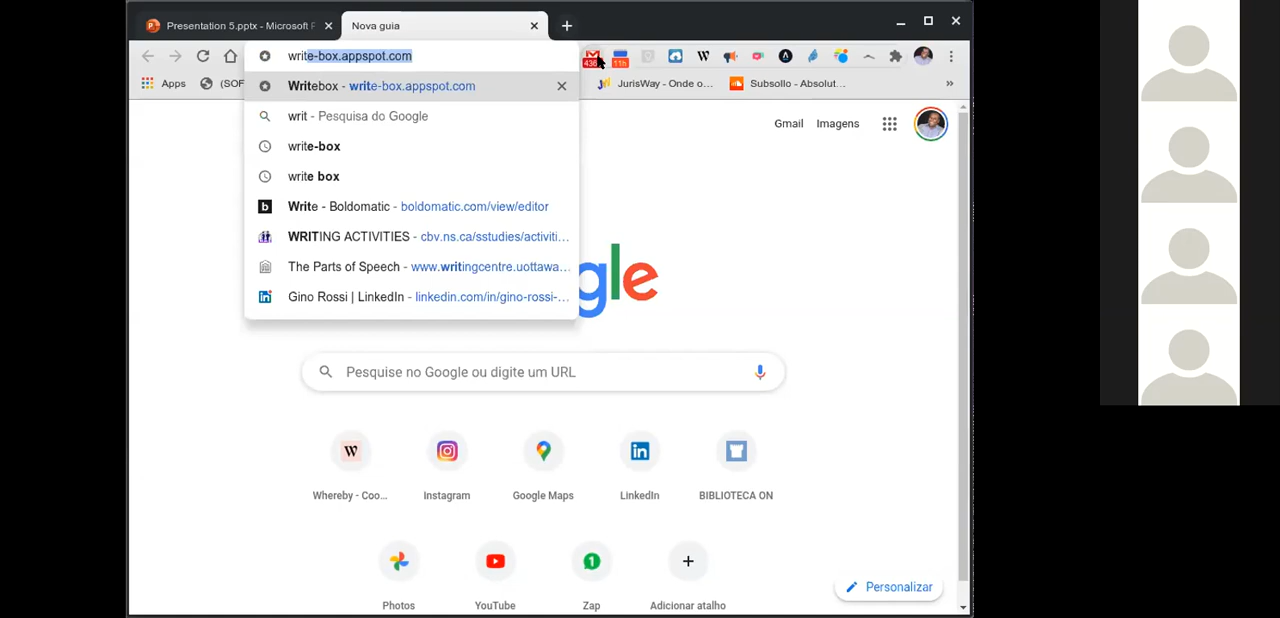 Presentation 5.pptx - Microsoft F
Nova guia
write-box.appspot.com
436
11h
Apps
(SOF
JurisWay - Onde o...
Subsollo - Absolut...
»
Writebox - write-box.appspot.com
writ - Pesquisa do Google
write-box
write box
Write - Boldomatic - boldomatic.com/view/editor
WRITING ACTIVITIES - cbv.ns.ca/sstudies/activiti...
The Parts of Speech - www.writingcentre.uottawa...
Gino Rossi | LinkedIn - linkedin.com/in/gino-rossi-...
Gmail
Imagens
gle
Pesquise no Google ou digite um URL
Whereby - Coo...
Instagram
Google Maps
LinkedIn
BIBLIOTECA ON
Photos
YouTube
Zap
Adicionar atalho
Personalizar